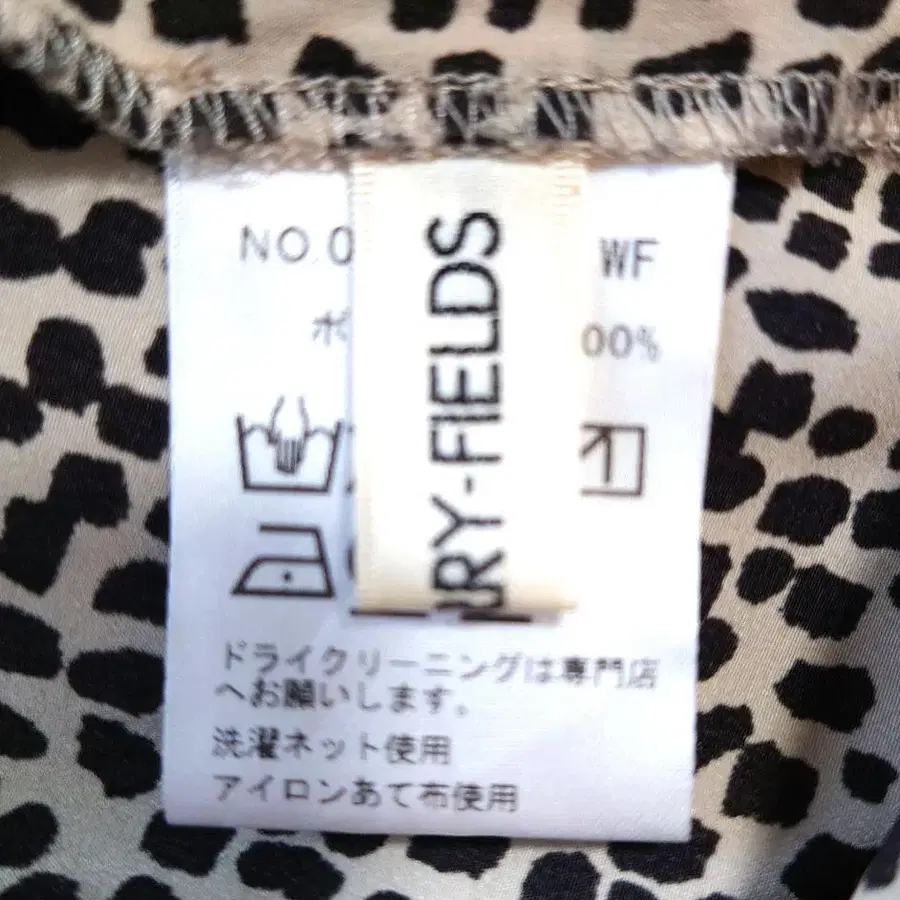 NO.0
WF
ポ
00%
RY-FIELDS
ドライクリーニングは専門店
へお願いします。
洗濯ネット使用
アイロンあて布使用